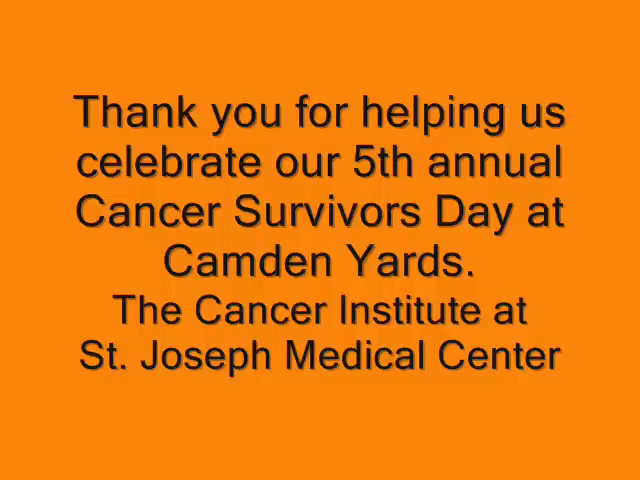 Thank you for helping us
celebrate our 5th annual
Cancer Survivors Day at
Camden Yards.
The Cancer Institute at
St. Joseph Medical Center